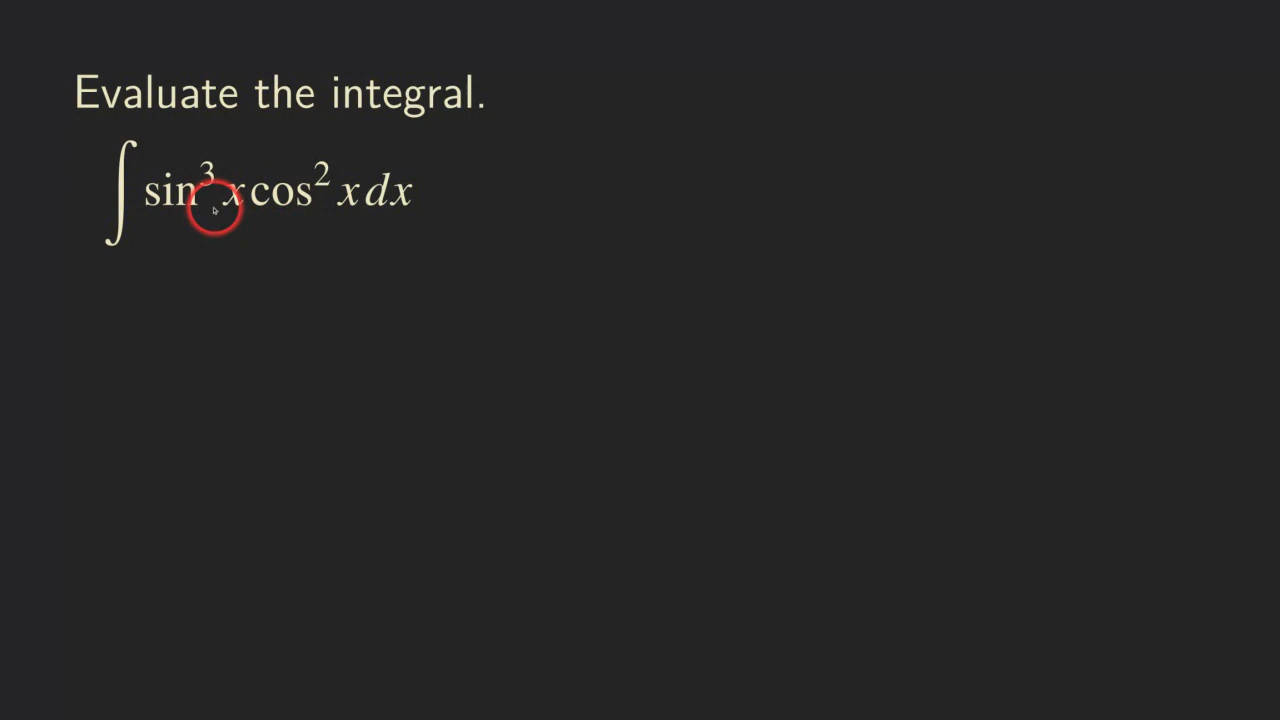 Evaluate the integral.
∫ sin³ x cos² x dx